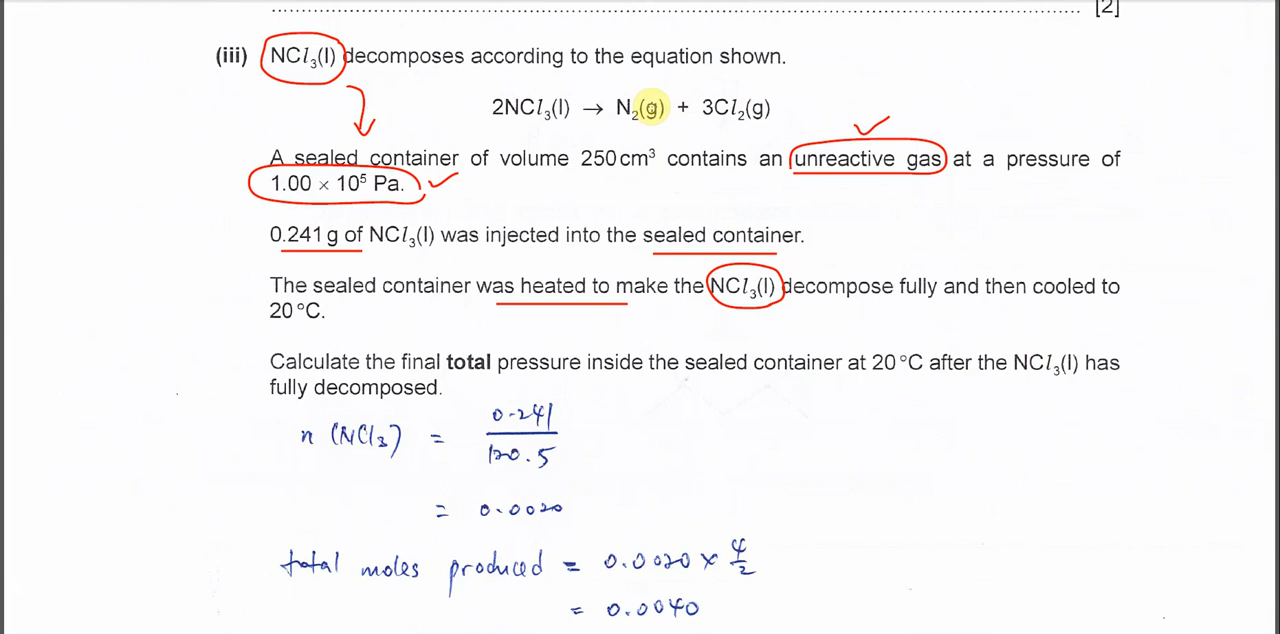 [2]
(iii) NCl₃(l) decomposes according to the equation shown.
2NCl₃(l) → N₂(g) + 3Cl₂(g)
A sealed container of volume 250 cm³ contains an unreactive gas at a pressure of
1.00 × 10⁵ Pa.
0.241 g of NCl₃(l) was injected into the sealed container.
The sealed container was heated to make the NCl₃(l) decompose fully and then cooled to
20 °C.
Calculate the final total pressure inside the sealed container at 20 °C after the NCl₃(l) has
fully decomposed.
n (NCl₃) = 0.241
120.5
= 0.0020
total moles produced = 0.0020 × 4/2
= 0.0040